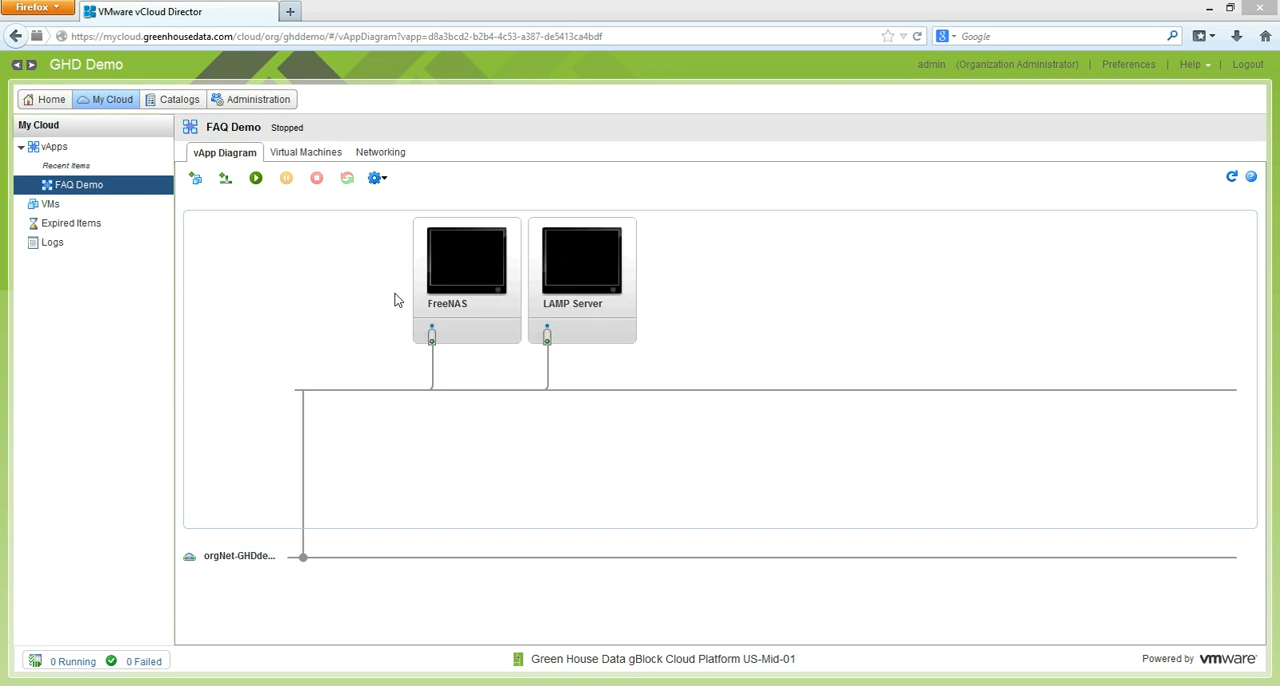 Firefox
VMware vCloud Director
https://mycloud.greenhousedata.com/cloud/org/ghddemo/#/vAppDiagram?vapp=d8a3bcd2-b2b4-4c53-a387-de5413ca4bdf
Google
GHD Demo
admin (Organization Administrator) | Preferences | Help | Logout
Home My Cloud Catalogs Administration
My Cloud
FAQ Demo Stopped
vApps
vApp Diagram Virtual Machines Networking
Recent Items
FAQ Demo
VMs
Expired Items
Logs
FreeNAS LAMP Server
orgNet-GHDde...
0 Running 0 Failed
Green House Data gBlock Cloud Platform US-Mid-01
Powered by vmware